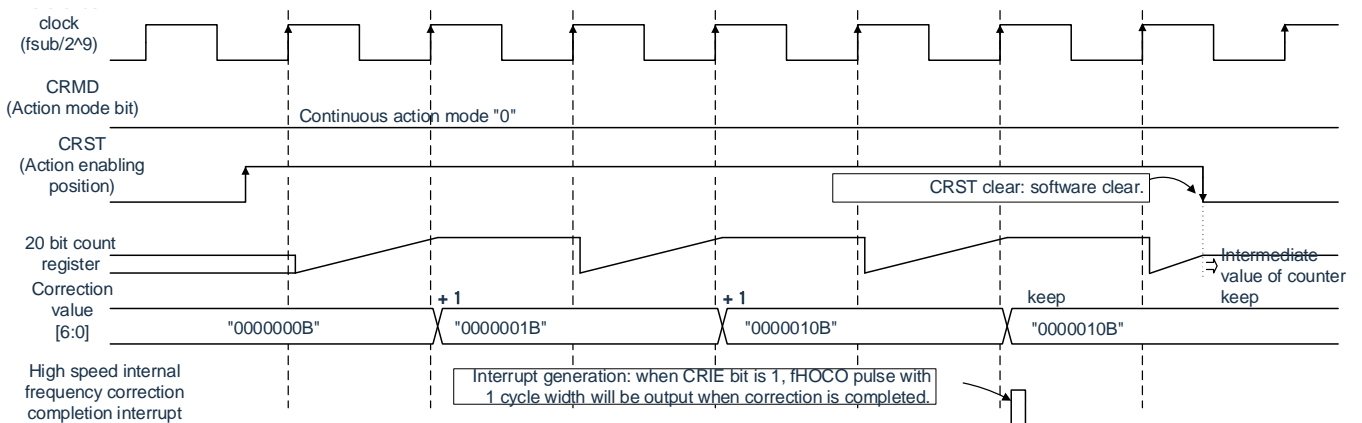 clock
(fsub/2^9)
CRMD
(Action mode bit)
Continuous action mode "0"
CRST
(Action enabling
position)
CRST clear: software clear.
20 bit count
register
Intermediate
value of counter
keep
Correction
value
[6:0]
+ 1
+ 1
keep
"0000000B"
"0000001B"
"0000010B"
"0000010B"
High speed internal
frequency correction
completion interrupt
Interrupt generation: when CRIE bit is 1, fHOCO pulse with
1 cycle width will be output when correction is completed.